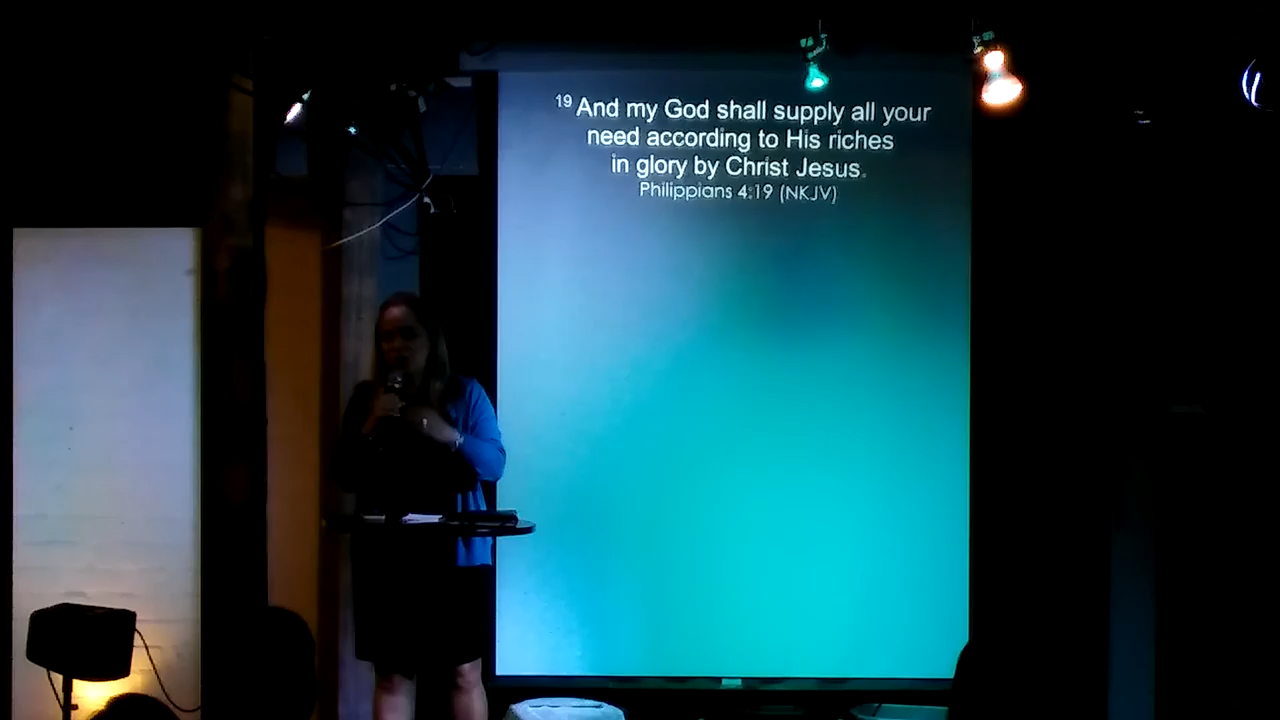 19 And my God shall supply all your
need according to His riches
in glory by Christ Jesus.
Philippians 4:19 (NKJV)